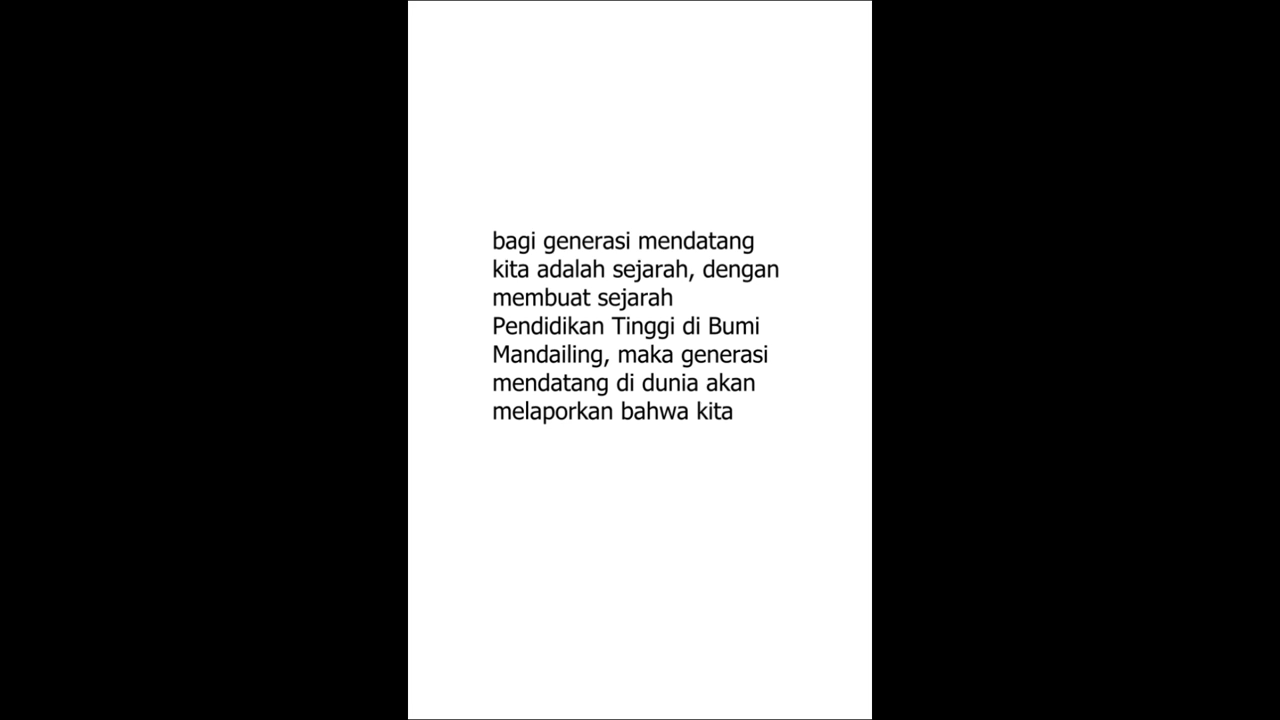 bagi generasi mendatang
kita adalah sejarah, dengan
membuat sejarah
Pendidikan Tinggi di Bumi
Mandailing, maka generasi
mendatang di dunia akan
melaporkan bahwa kita